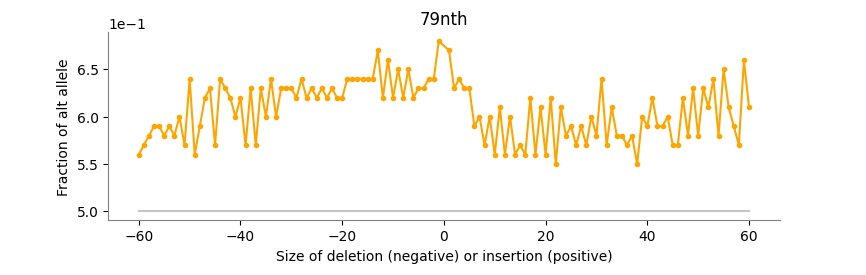 79nth
1e−1
Fraction of alt allele
6.5
6.0
5.5
5.0
−60 −40 −20 0 20 40 60
Size of deletion (negative) or insertion (positive)